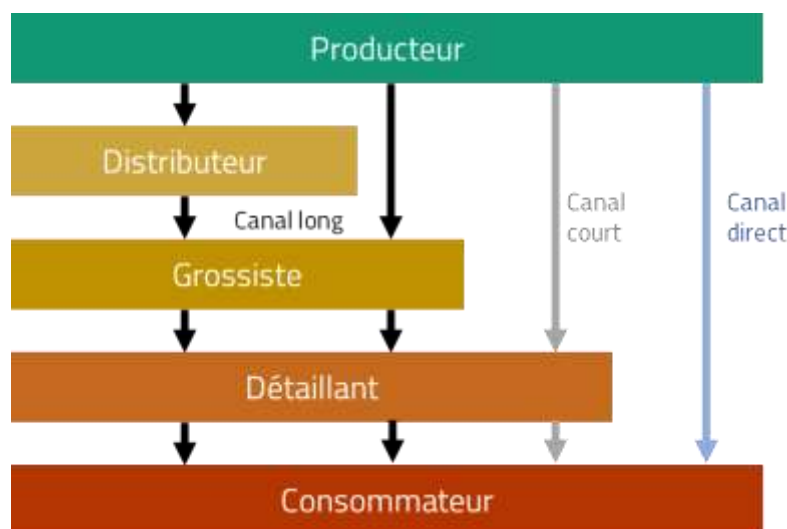 Producteur
Distributeur
Canal long
Canal
court
Canal
direct
Grossiste
Détaillant
Consommateur